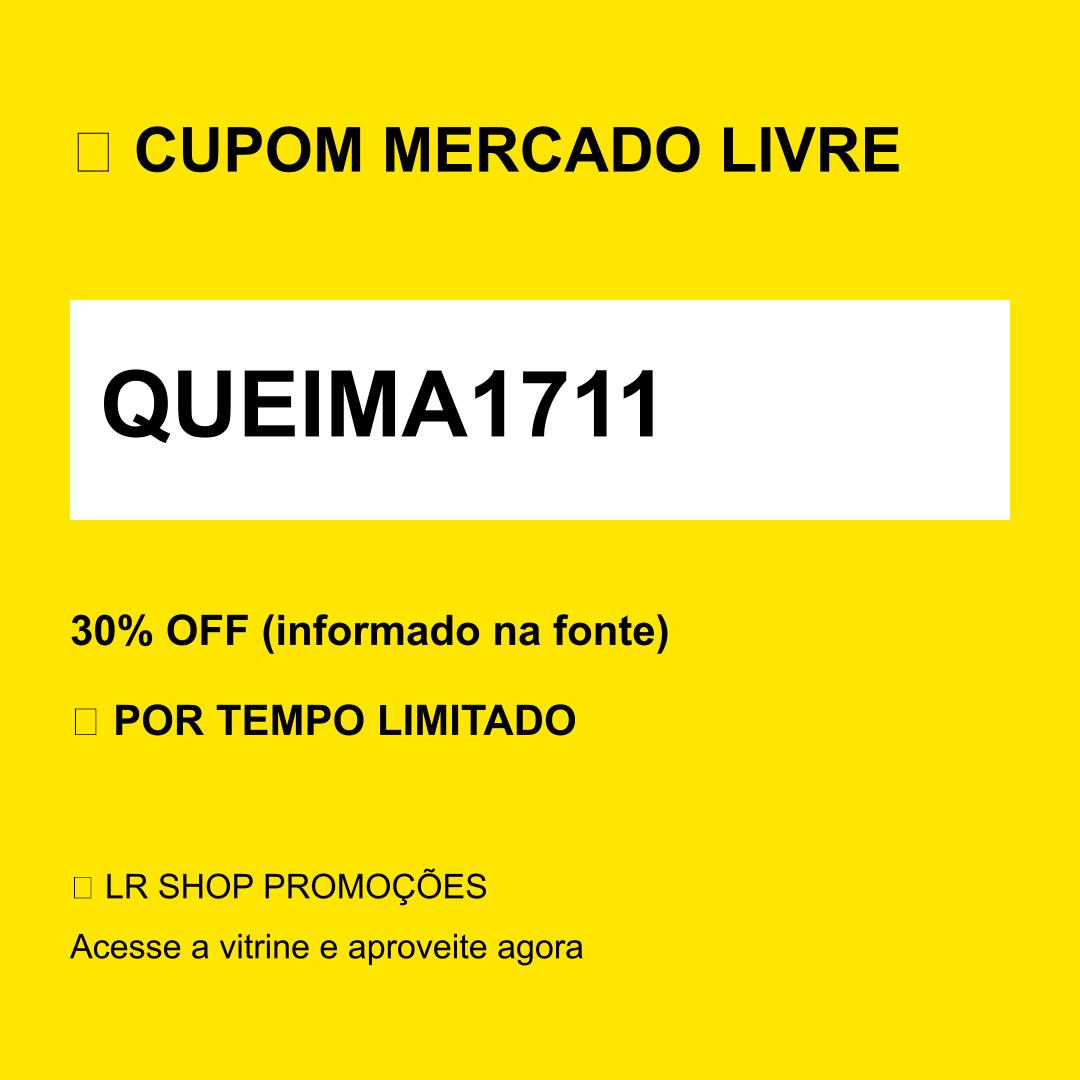 CUPOM MERCADO LIVRE
QUEIMA1711
30% OFF (informado na fonte)
POR TEMPO LIMITADO
LR SHOP PROMOÇÕES
Acesse a vitrine e aproveite agora